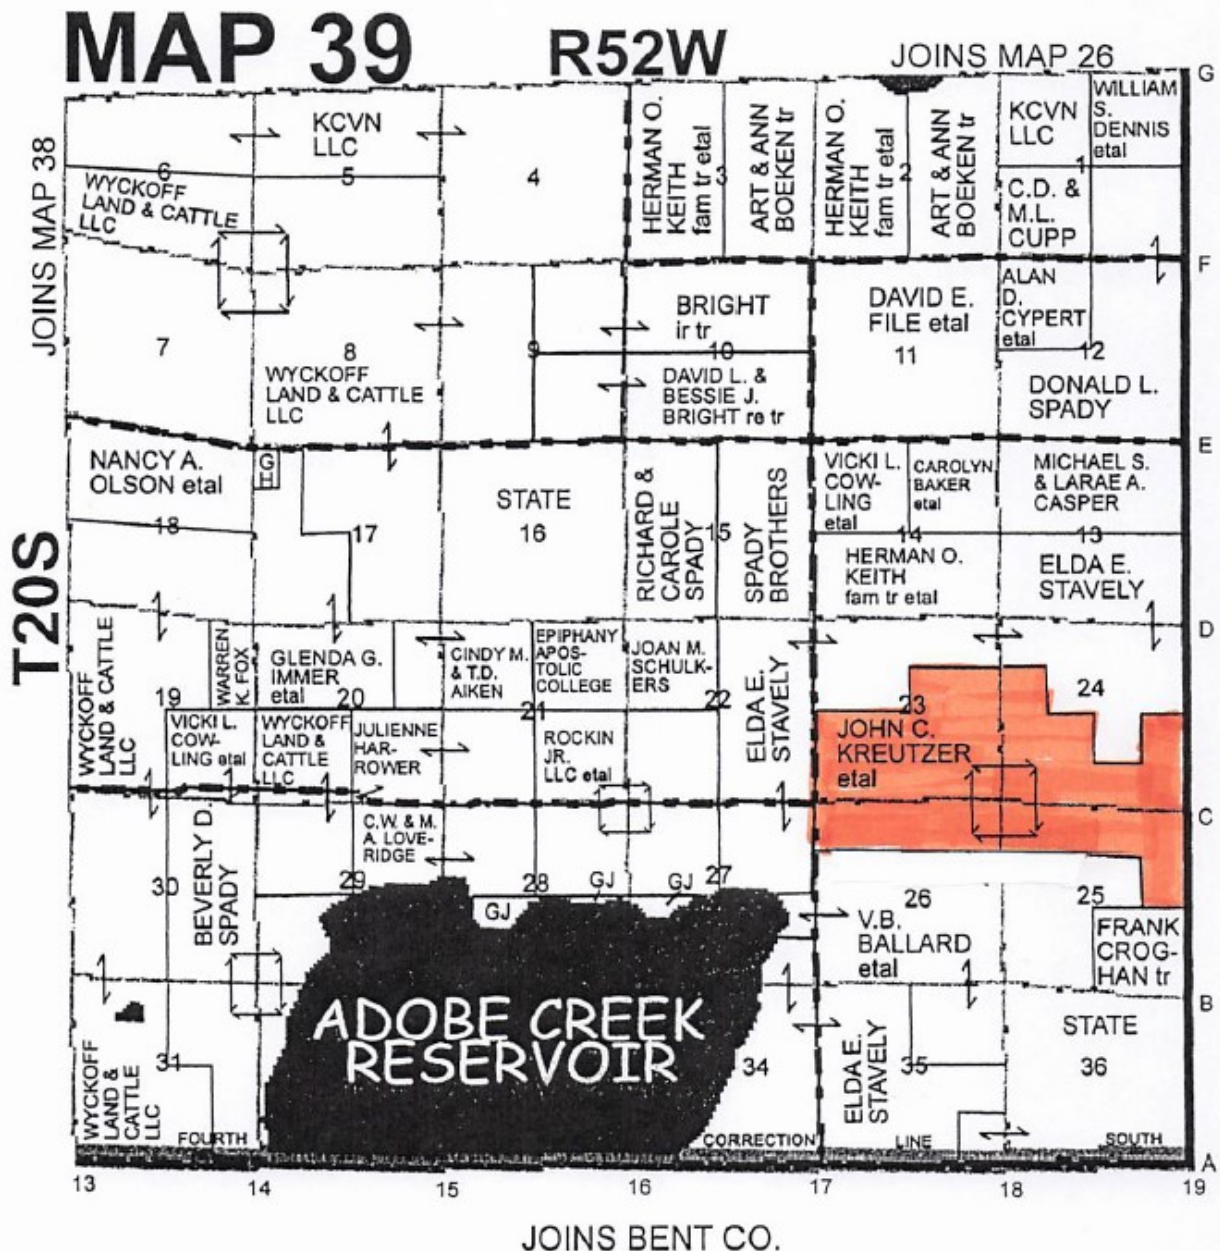 MAP 39
R52W
JOINS MAP 26
G
JOINS MAP 38
KCVN
LLC
HERMAN O.
KEITH
fam tr etal
ART & ANN
BOEKEN tr
HERMAN O.
KEITH
fam tr etal
ART & ANN
BOEKEN tr
KCVN
LLC
WILLIAM
S.
DENNIS
etal
6
5
4
3
2
1
WYCKOFF
LAND & CATTLE
LLC
C.D. &
M.L.
CUPP
F
7
8
9
BRIGHT
ir tr
10
DAVID E.
FILE etal
11
ALAN
D.
CYPERT
etal
12
WYCKOFF
LAND & CATTLE
LLC
DAVID L. &
BESSIE J.
BRIGHT re tr
DONALD L.
SPADY
E
T20S
NANCY A.
OLSON etal
G
H
18
17
STATE
16
RICHARD &
CAROLE
SPADY
15
SPADY
BROTHERS
VICKI L.
COW-
LING
etal
CAROLYN
BAKER
etal
14
MICHAEL S.
& LARAE A.
CASPER
13
HERMAN O.
KEITH
fam tr etal
ELDA E.
STAVELY
D
WYCKOFF
LAND & CATTLE
LLC
19
WARREN
K. FOX
GLENDA G.
IMMER
etal
20
CINDY M.
& T.D.
AIKEN
EPIPHANY
APOS-
TOLIC
COLLEGE
21
JOAN M.
SCHULK-
ERS
22
ELDA E.
STAVELY
23
24
VICKI L.
COW-
LING etal
WYCKOFF
LAND &
CATTLE
LLC
JULIENNE
HAR-
ROWER
ROCKIN
JR.
LLC etal
JOHN C.
KREUTZER
etal
C
30
BEVERLY D.
SPADY
C.W. & M.
A. LOVE-
RIDGE
29
28
GJ
GJ
27
GJ
26
25
V.B.
BALLARD
etal
FRANK
CROG-
HAN tr
B
ADOBE CREEK
RESERVOIR
WYCKOFF
LAND &
CATTLE
LLC
31
34
ELDA E.
STAVELY
35
STATE
36
FOURTH
CORRECTION
LINE
SOUTH
A
13
14
15
16
17
18
19
JOINS BENT CO.